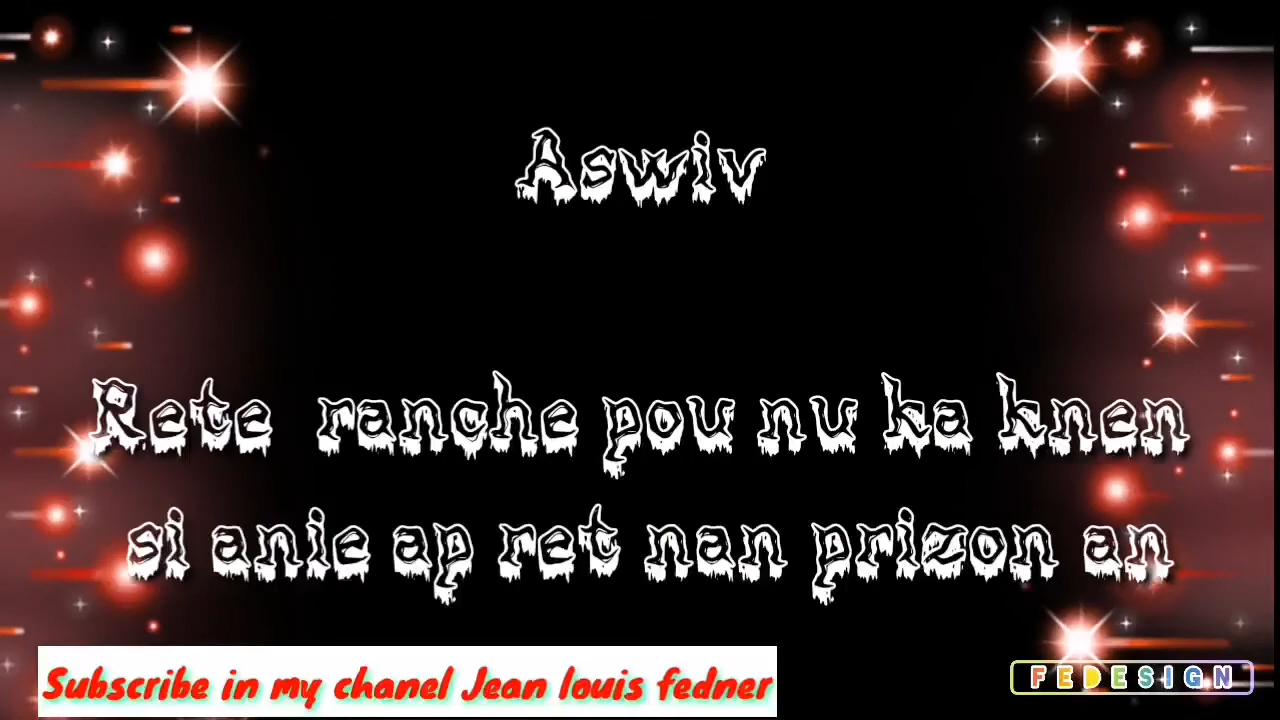 Aswiv
Rete ranche pou nu ka knen
si anie ap ret nan prizon an
Subscribe in my chanel Jean louis fedner
FEDESIGN